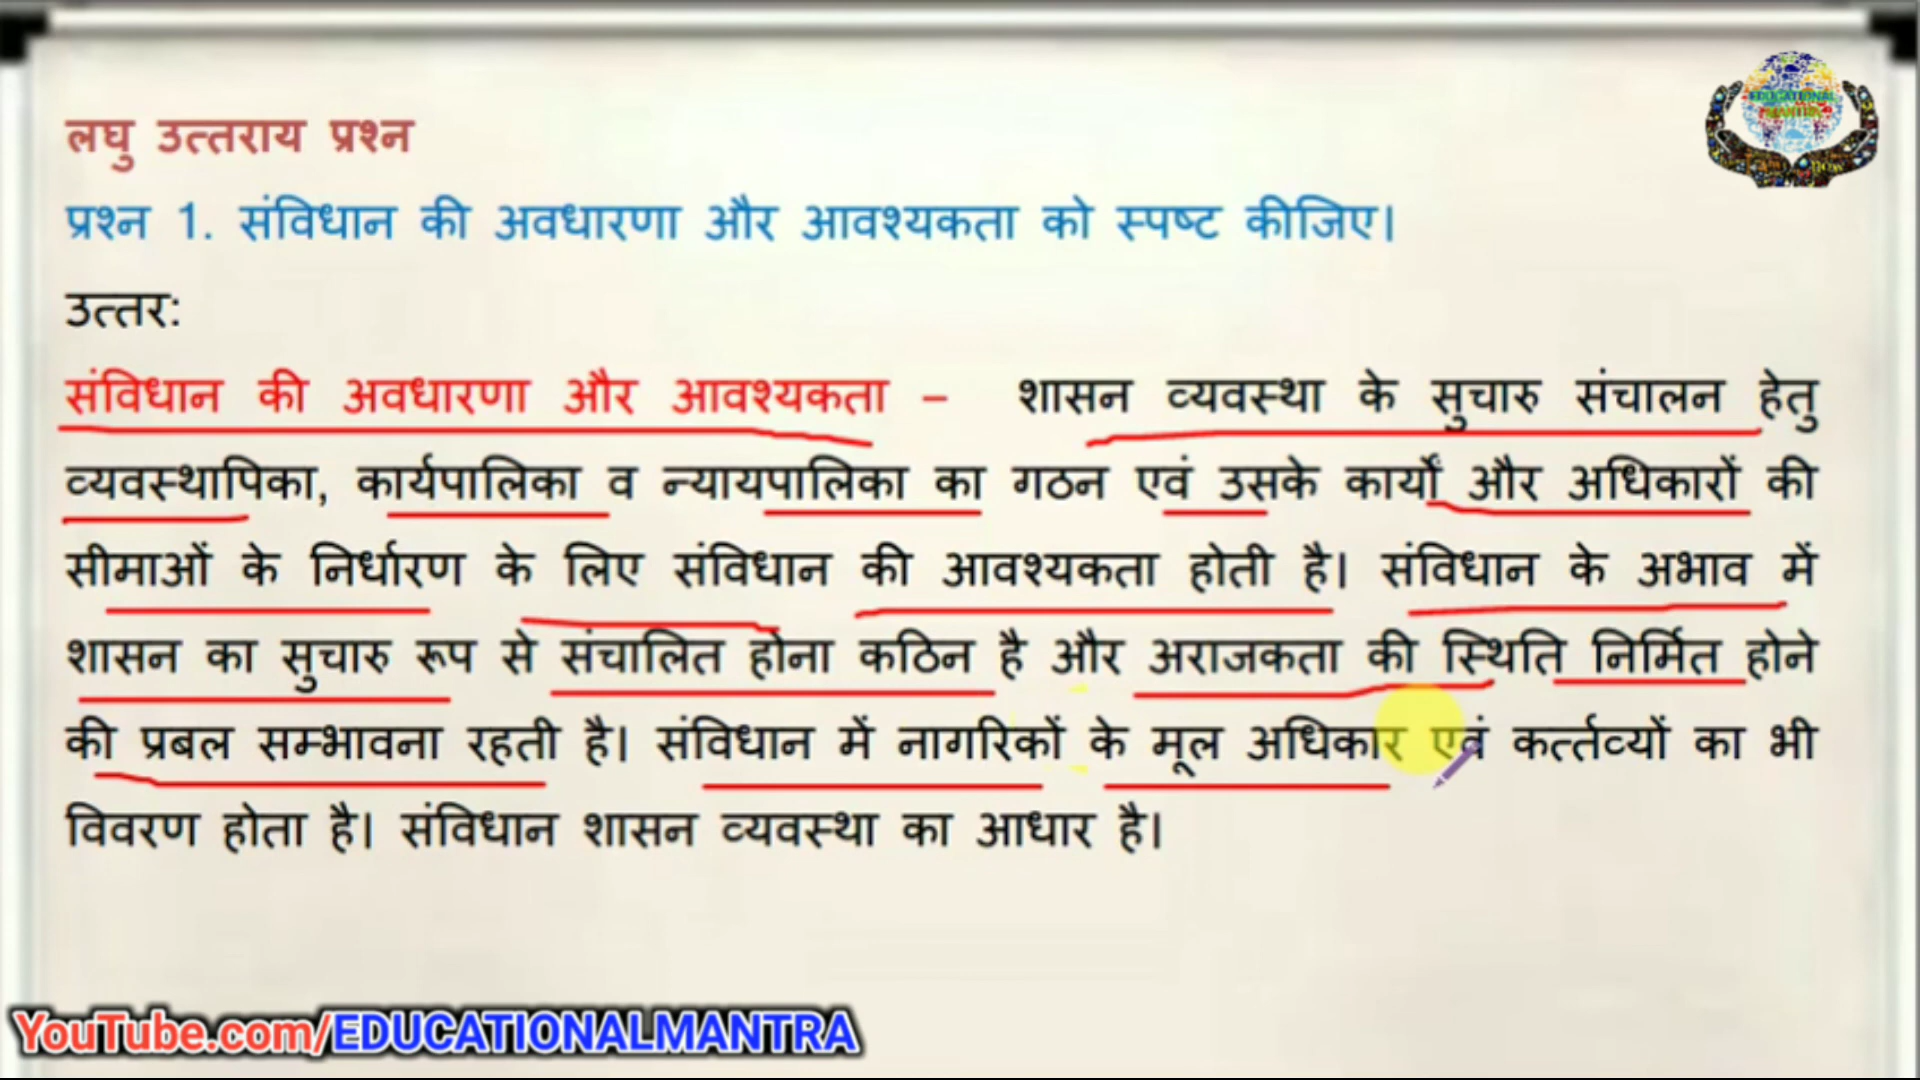 EDUCATIONAL
MANTRA
लघु उत्तराय प्रश्न
प्रश्न 1. संविधान की अवधारणा और आवश्यकता को स्पष्ट कीजिए।
उत्तर:
संविधान की अवधारणा और आवश्यकता – शासन व्यवस्था के सुचारु संचालन हेतु
व्यवस्थापिका, कार्यपालिका व न्यायपालिका का गठन एवं उसके कार्यों और अधिकारों की
सीमाओं के निर्धारण के लिए संविधान की आवश्यकता होती है। संविधान के अभाव में
शासन का सुचारु रूप से संचालित होना कठिन है और अराजकता की स्थिति निर्मित होने
की प्रबल सम्भावना रहती है। संविधान में नागरिकों के मूल अधिकार एवं कर्त्तव्यों का भी
विवरण होता है। संविधान शासन व्यवस्था का आधार है।
YouTube.com/EDUCATIONALMANTRA